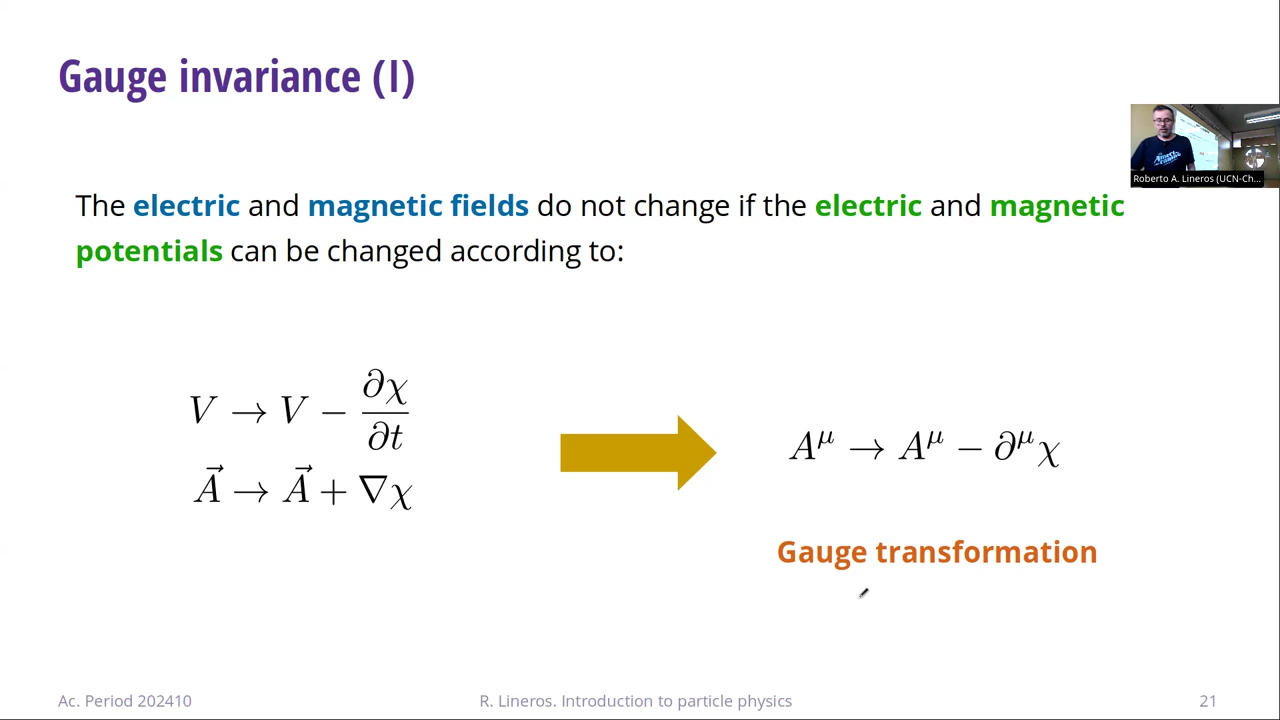 Gauge invariance (I)
Roberto A. Lineros (UCN-Ch...
The electric and magnetic fields do not change if the electric and magnetic
potentials can be changed according to:
V → V − ∂χ/∂t
A⃗ → A⃗ + ∇χ
A^μ → A^μ − ∂^μ χ
Gauge transformation
Ac. Period 202410
R. Lineros. Introduction to particle physics
21